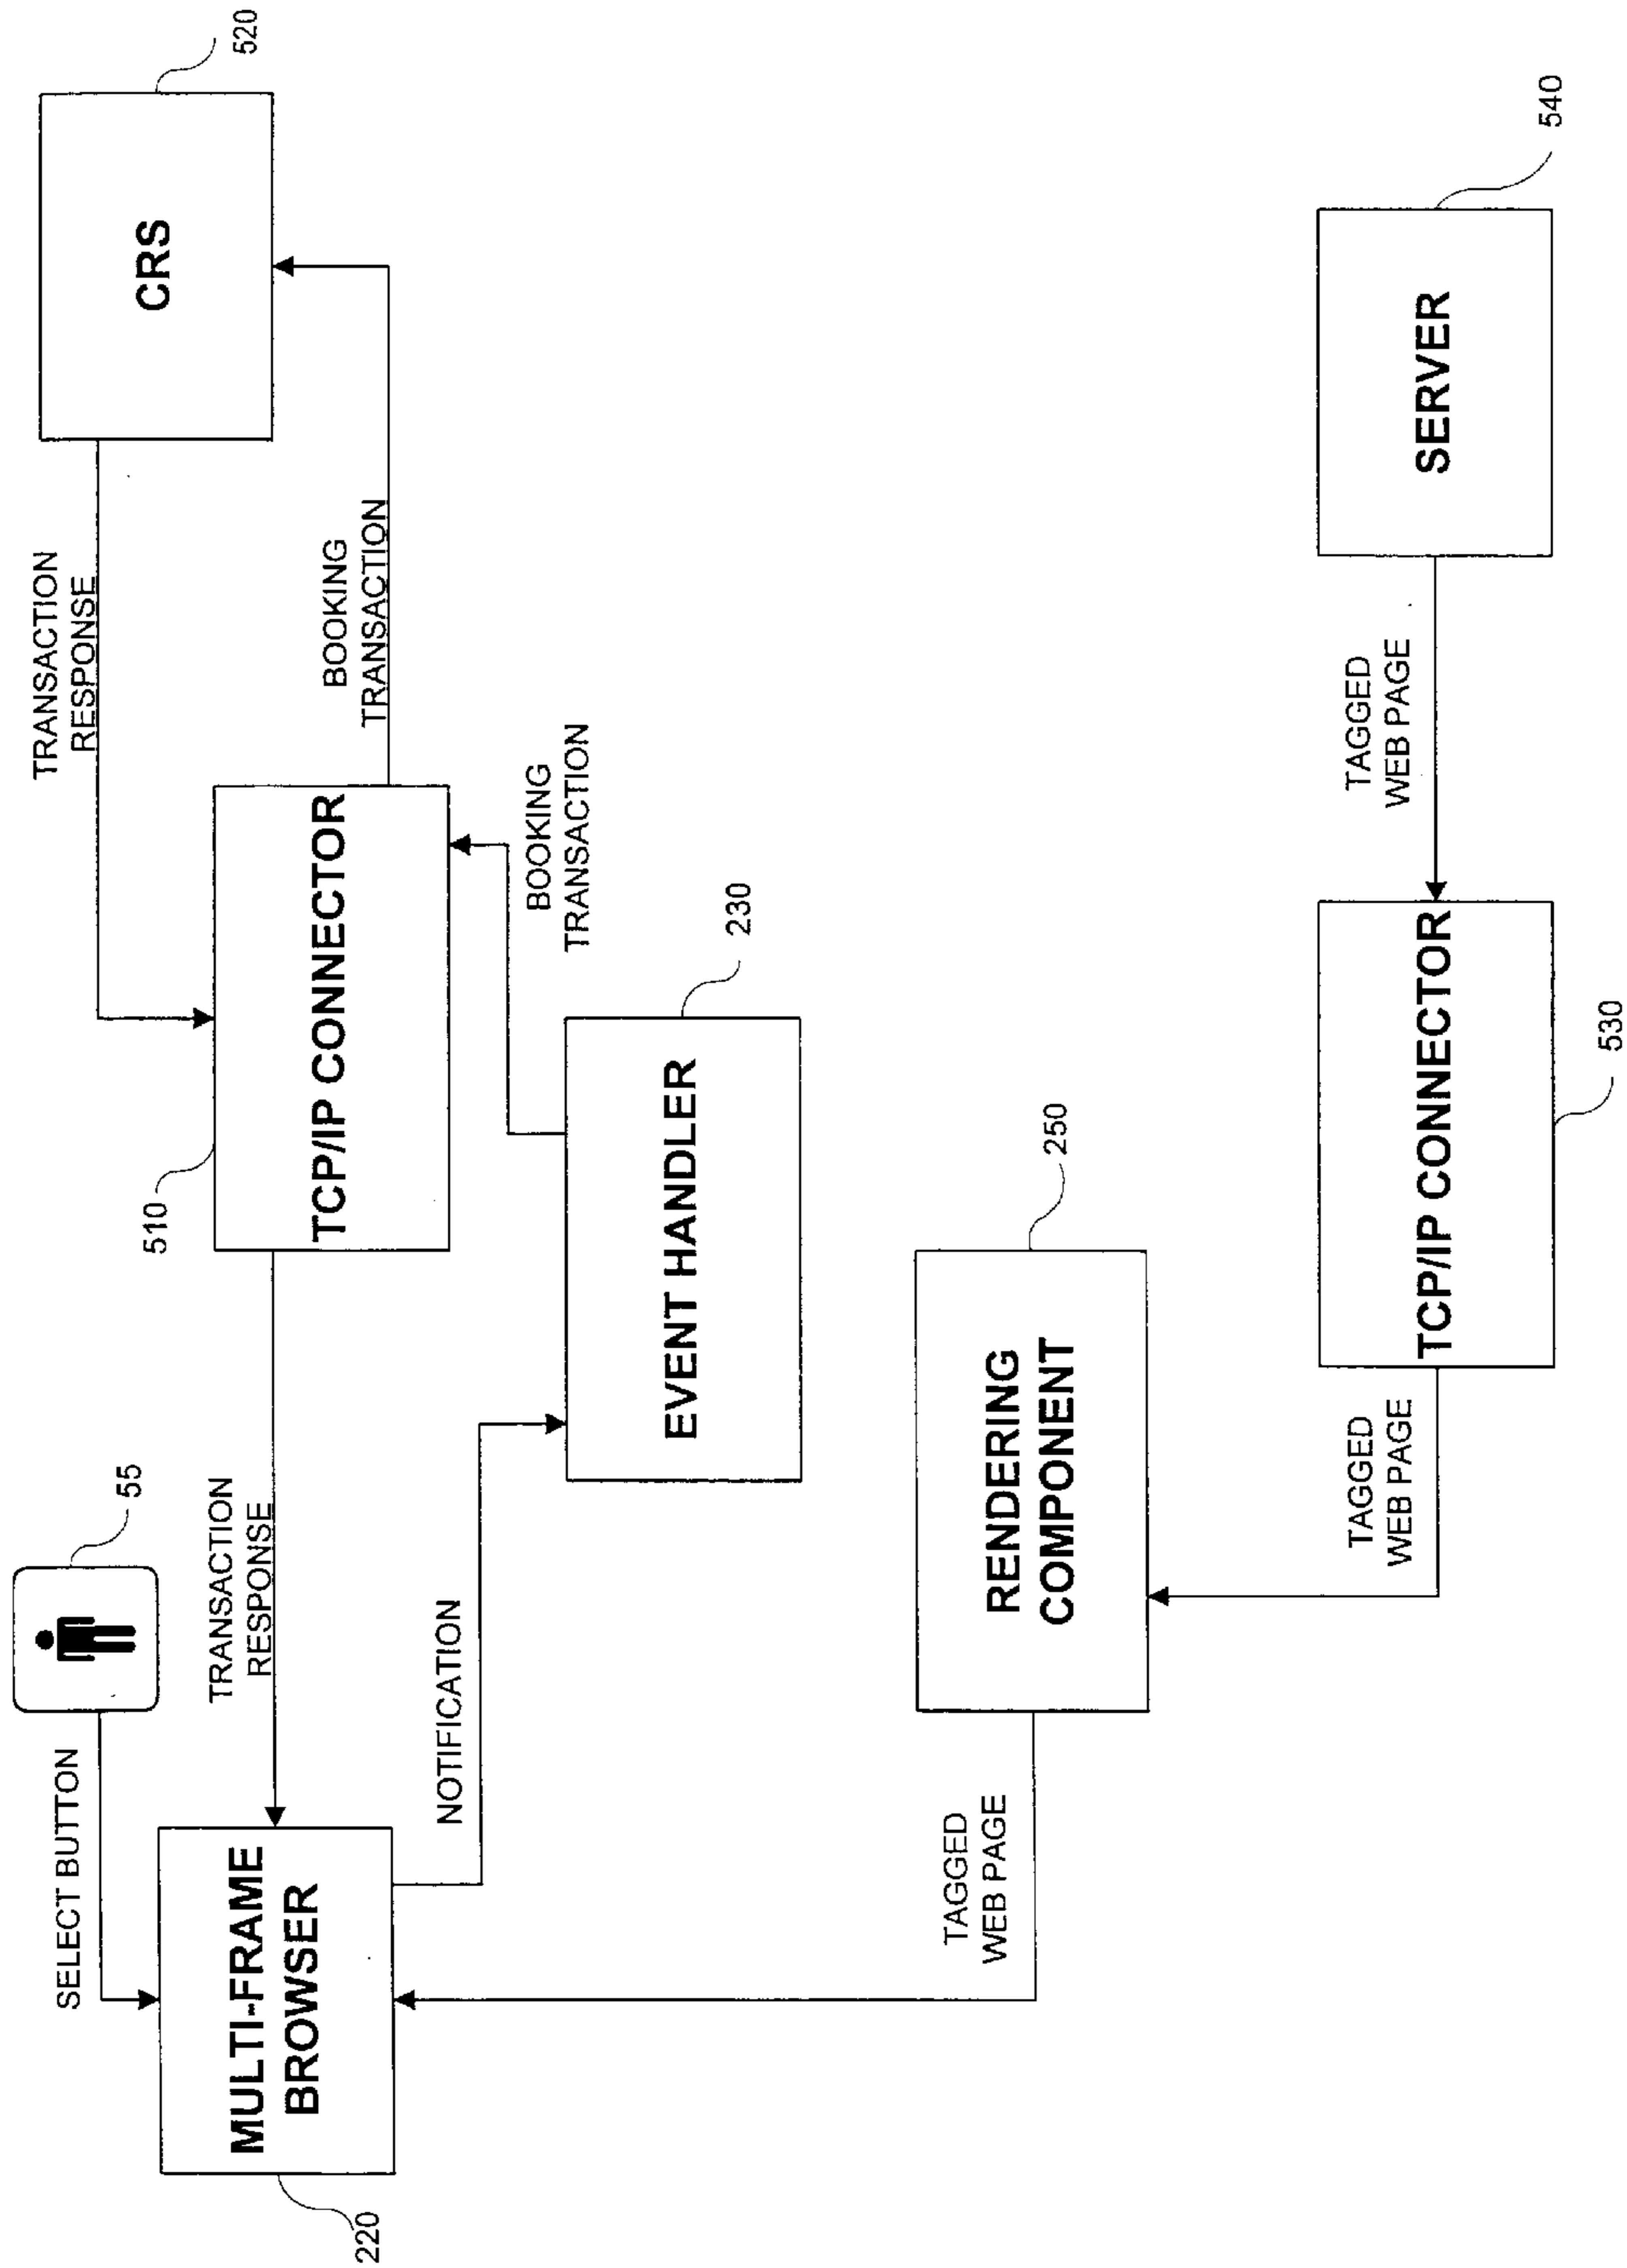 55
SELECT BUTTON
TRANSACTION
RESPONSE
520
CRS
MULTI-FRAME
BROWSER
220
TRANSACTION
RESPONSE
510
TCP/IP CONNECTOR
BOOKING
TRANSACTION
NOTIFICATION
BOOKING
TRANSACTION
EVENT HANDLER
230
RENDERING
COMPONENT
250
TAGGED
WEB PAGE
TAGGED
WEB PAGE
TCP/IP CONNECTOR
530
TAGGED
WEB PAGE
SERVER
540